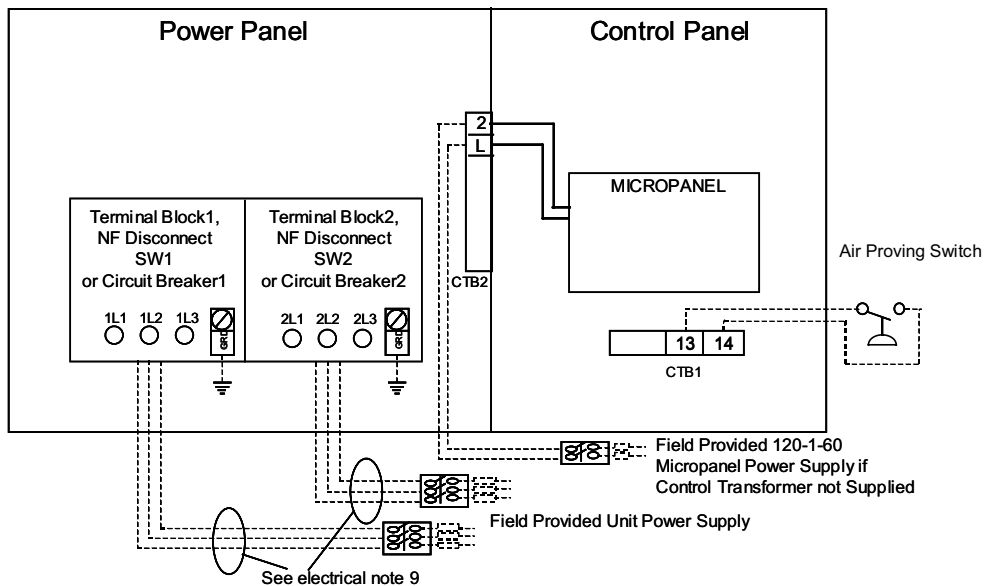 Power Panel
Control Panel
2
L
MICROPANEL
Terminal Block1,
NF Disconnect
SW1
or Circuit Breaker1
Terminal Block2,
NF Disconnect
SW2
or Circuit Breaker2
CTB2
Air Proving Switch
1L1
1L2
1L3
GRD
2L1
2L2
2L3
GRD
13
14
CTB1
Field Provided 120-1-60
Micropanel Power Supply if
Control Transformer not Supplied
Field Provided Unit Power Supply
See electrical note 9